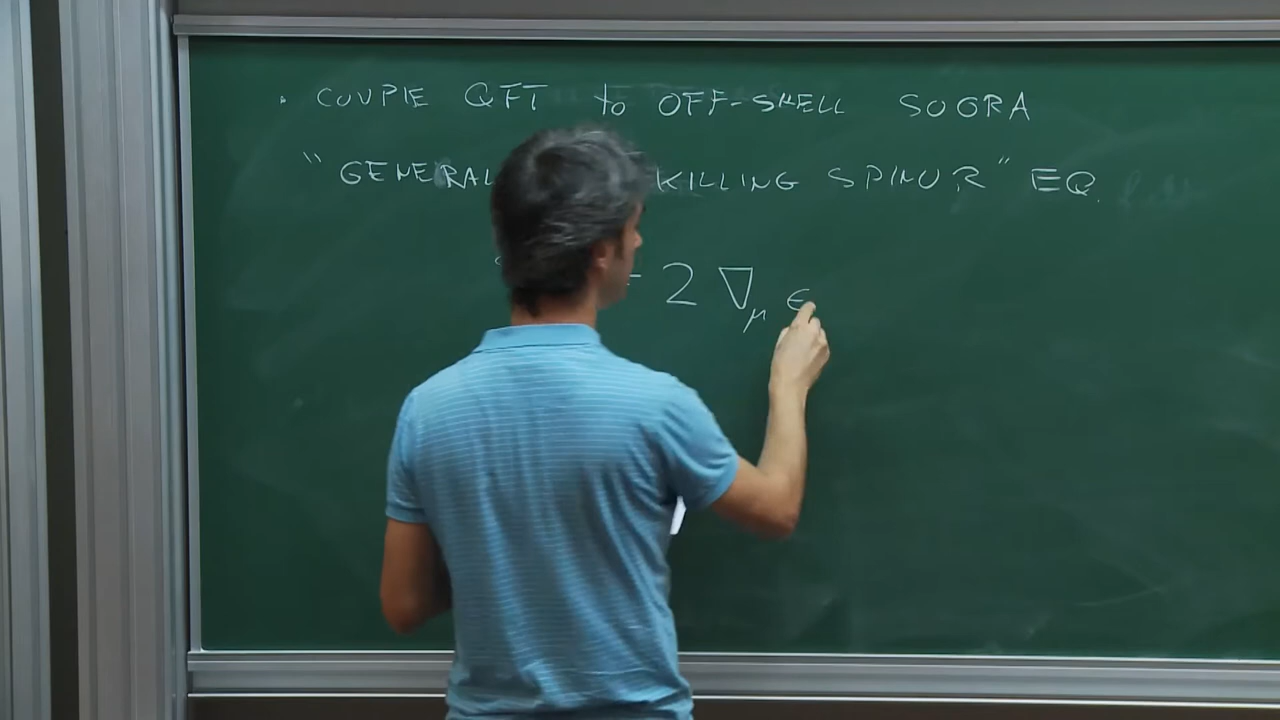 · COUPLE QFT to OFF-SHELL SUGRA
" GENERAL KILLING SPINOR " EQ.
= 2 ∇μ ϵ